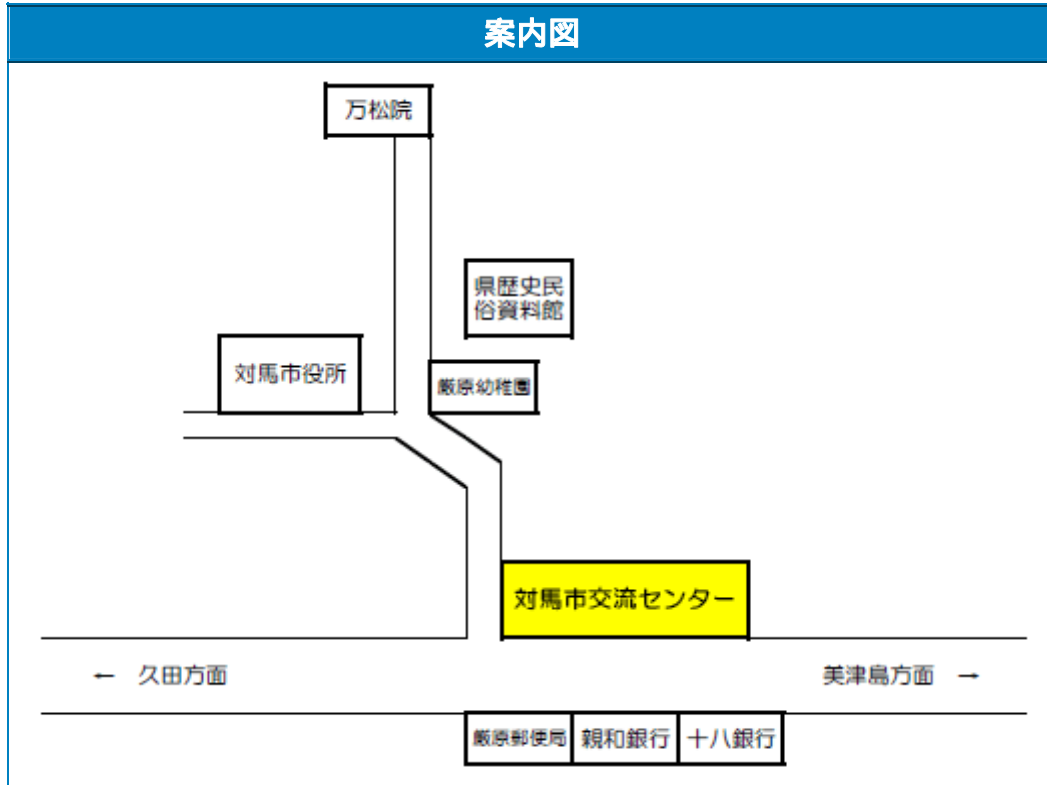 案内図
万松院
県歴史民
俗資料館
対馬市役所
厳原幼稚園
対馬市交流センター
← 久田方面
美津島方面 →
厳原郵便局
親和銀行
十八銀行